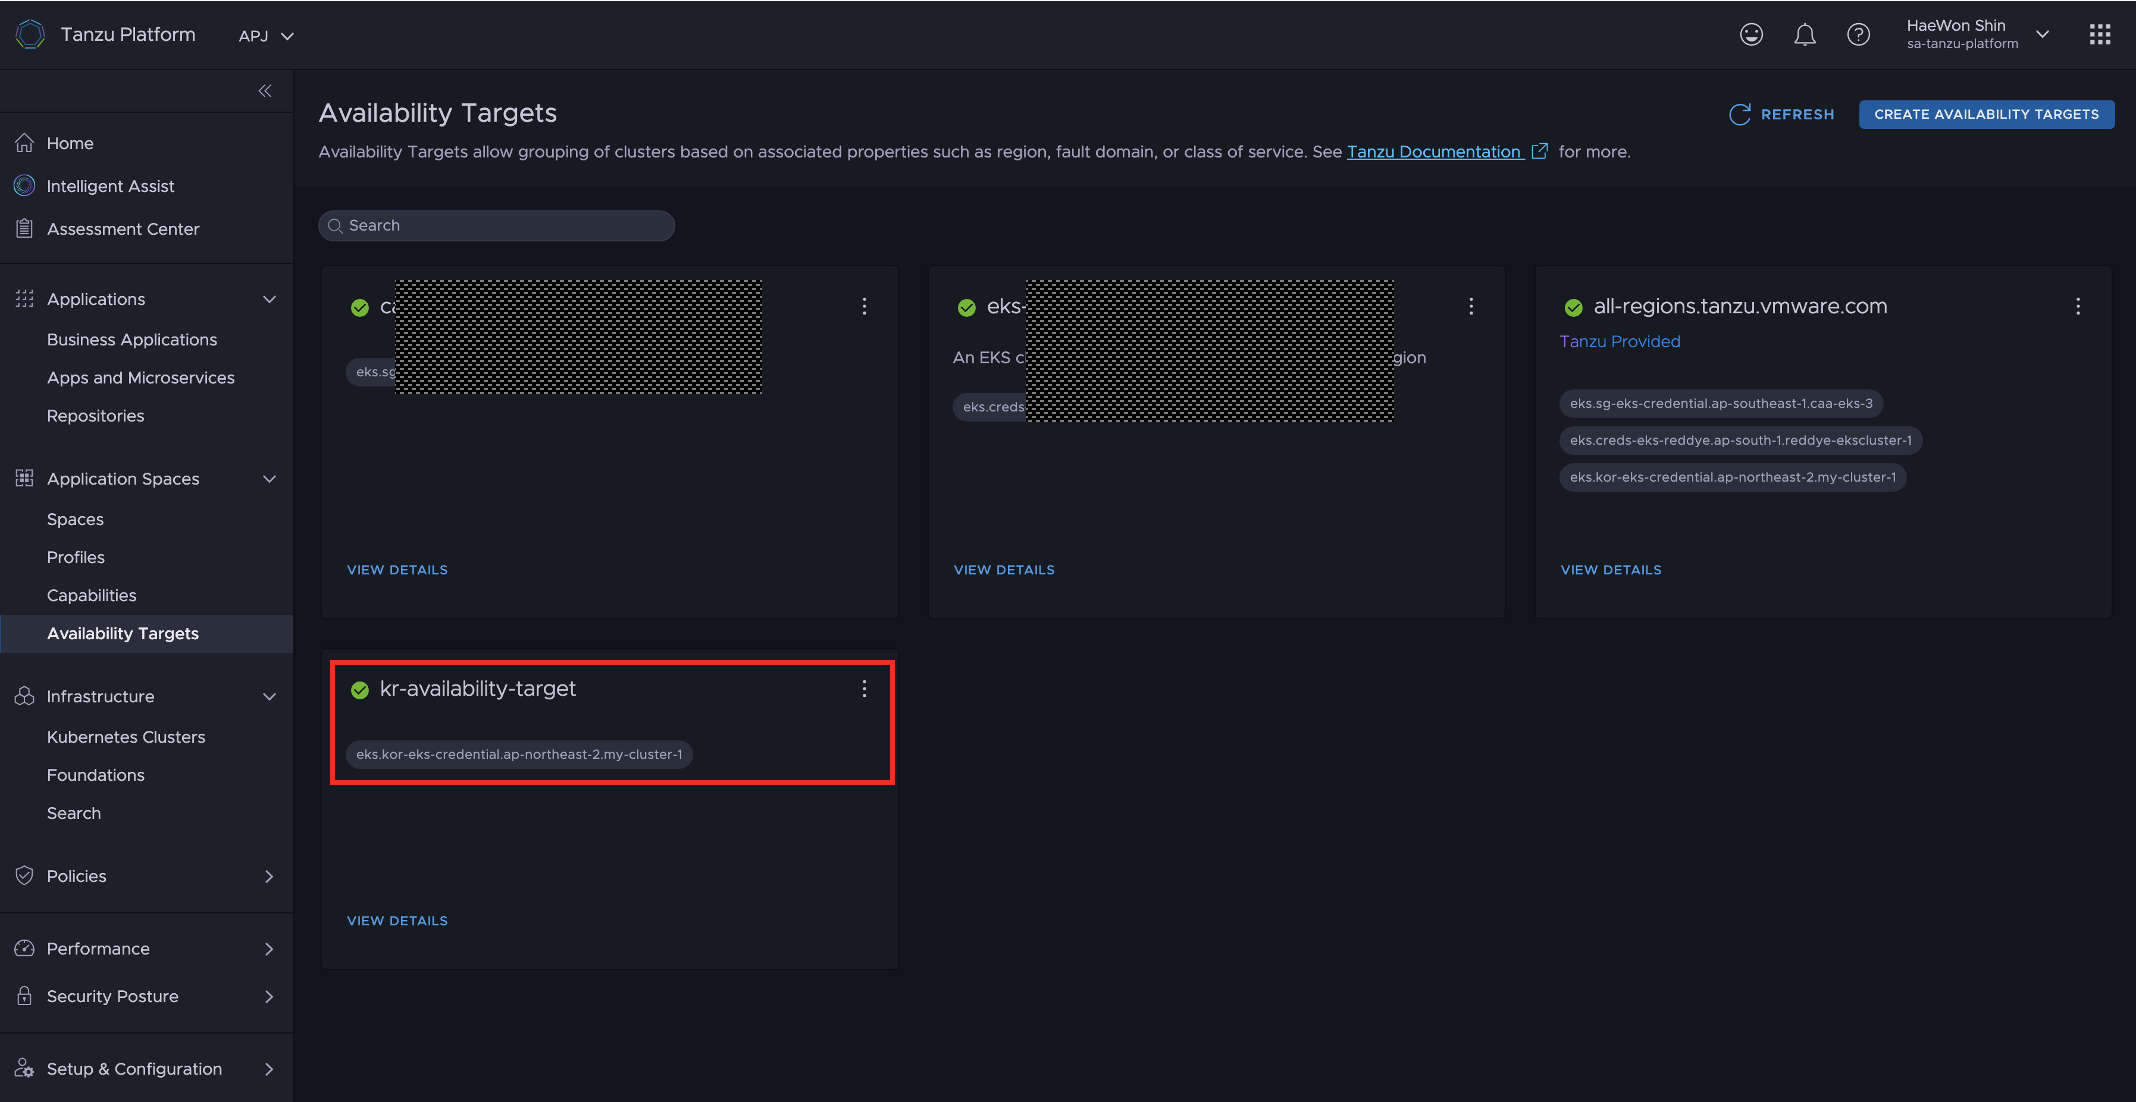 Tanzu Platform
APJ
HaeWon Shin
sa-tanzu-platform
Home
Intelligent Assist
Assessment Center
Applications
Business Applications
Apps and Microservices
Repositories
Application Spaces
Spaces
Profiles
Capabilities
Availability Targets
Infrastructure
Kubernetes Clusters
Foundations
Search
Policies
Performance
Security Posture
Setup & Configuration
Availability Targets
REFRESH
CREATE AVAILABILITY TARGETS
Availability Targets allow grouping of clusters based on associated properties such as region, fault domain, or class of service. See Tanzu Documentation for more.
Search
eks.sg
VIEW DETAILS
eks-
An EKS
eks.creds
VIEW DETAILS
all-regions.tanzu.vmware.com
Tanzu Provided
eks.sg-eks-credential.ap-southeast-1.caa-eks-3
eks.creds-eks-reddye.ap-south-1.reddye-ekscluster-1
eks.kor-eks-credential.ap-northeast-2.my-cluster-1
VIEW DETAILS
kr-availability-target
eks.kor-eks-credential.ap-northeast-2.my-cluster-1
VIEW DETAILS